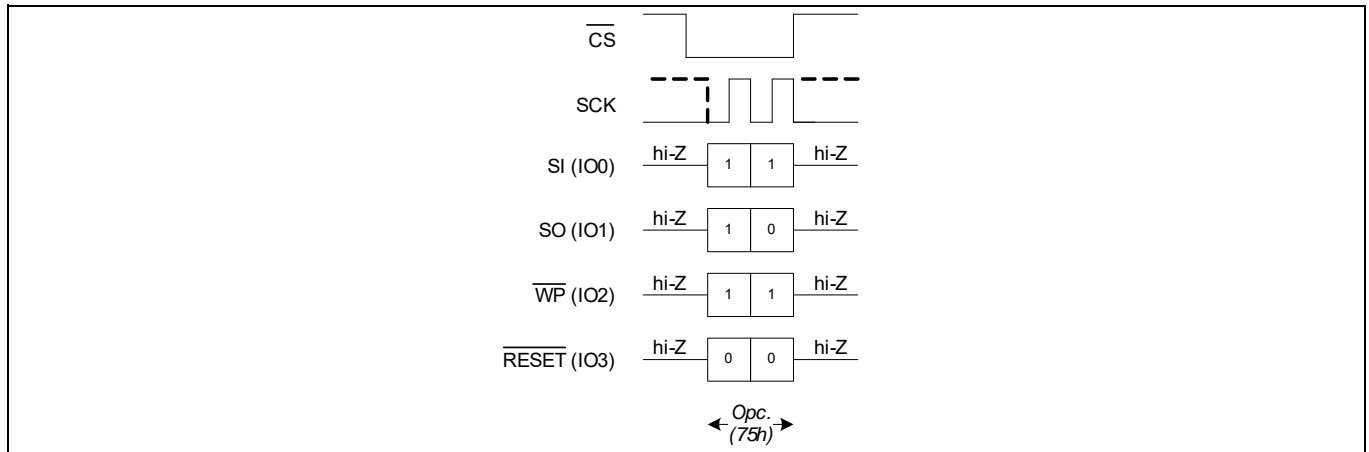 CS
SCK
SI (IO0) hi-Z 1 1 hi-Z
SO (IO1) hi-Z 1 0 hi-Z
WP (IO2) hi-Z 1 1 hi-Z
RESET (IO3) hi-Z 0 0 hi-Z
Opc.
(75h)